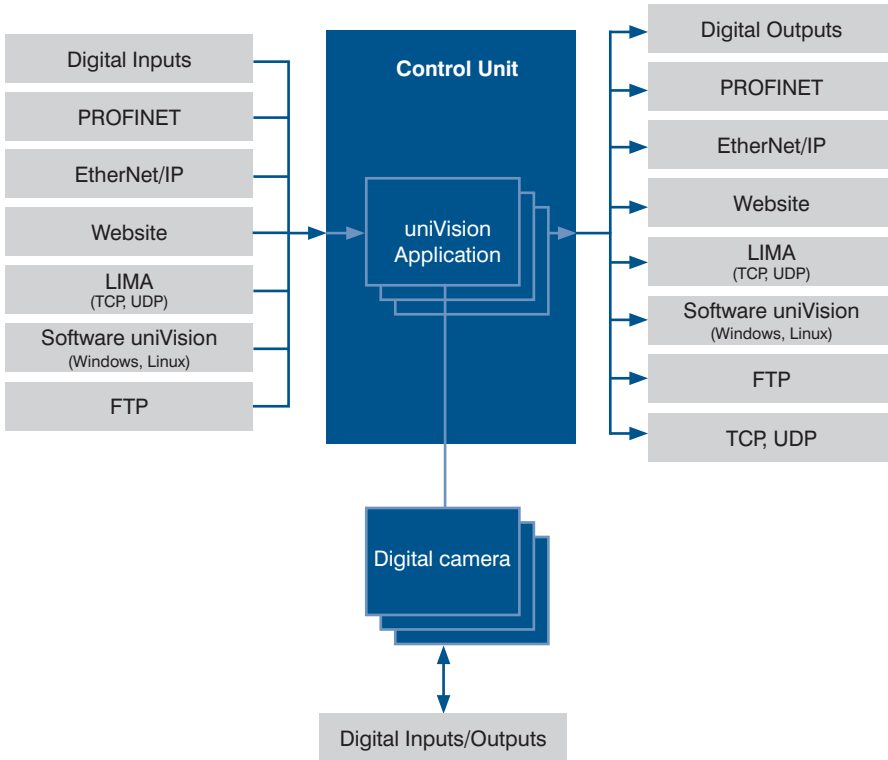 Digital Inputs
PROFINET
EtherNet/IP
Website
LIMA
(TCP, UDP)
Software uniVision
(Windows, Linux)
FTP
Control Unit
uniVision
Application
Digital camera
Digital Inputs/Outputs
Digital Outputs
PROFINET
EtherNet/IP
Website
LIMA
(TCP, UDP)
Software uniVision
(Windows, Linux)
FTP
TCP, UDP